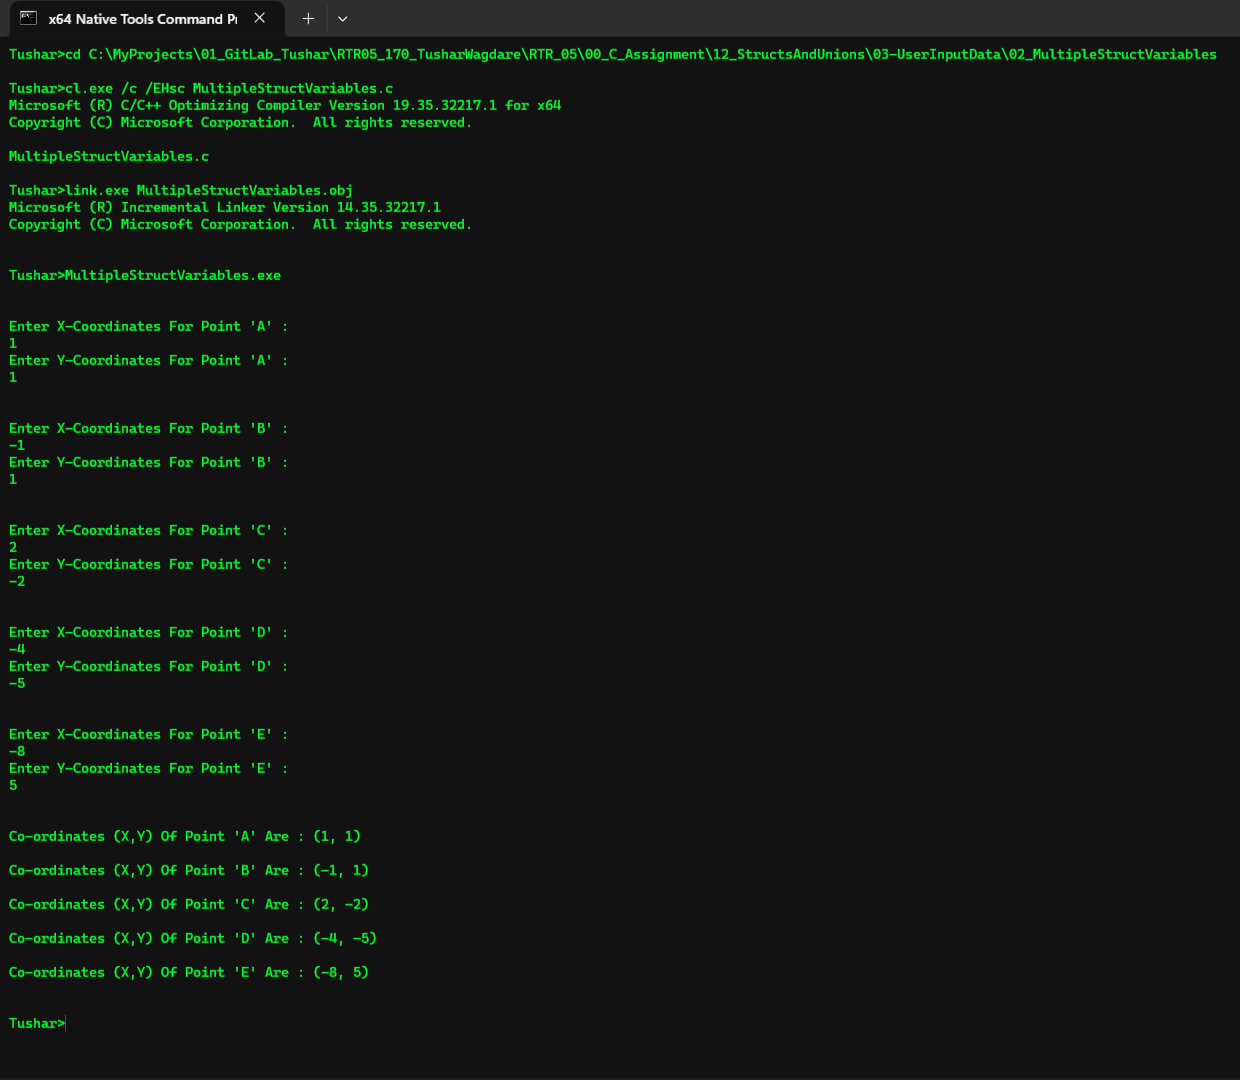 x64 Native Tools Command Pr
Tushar>cd C:\MyProjects\01_GitLab_Tushar\RTR05_170_TusharWagdare\RTR_05\00_C_Assignment\12_StructsAndUnions\03-UserInputData\02_MultipleStructVariables
Tushar>cl.exe /c /EHsc MultipleStructVariables.c
Microsoft (R) C/C++ Optimizing Compiler Version 19.35.32217.1 for x64
Copyright (C) Microsoft Corporation.  All rights reserved.
MultipleStructVariables.c
Tushar>link.exe MultipleStructVariables.obj
Microsoft (R) Incremental Linker Version 14.35.32217.1
Copyright (C) Microsoft Corporation.  All rights reserved.
Tushar>MultipleStructVariables.exe
Enter X-Coordinates For Point 'A' :
1
Enter Y-Coordinates For Point 'A' :
1
Enter X-Coordinates For Point 'B' :
-1
Enter Y-Coordinates For Point 'B' :
1
Enter X-Coordinates For Point 'C' :
2
Enter Y-Coordinates For Point 'C' :
-2
Enter X-Coordinates For Point 'D' :
-4
Enter Y-Coordinates For Point 'D' :
-5
Enter X-Coordinates For Point 'E' :
-8
Enter Y-Coordinates For Point 'E' :
5
Co-ordinates (X,Y) Of Point 'A' Are : (1, 1)
Co-ordinates (X,Y) Of Point 'B' Are : (-1, 1)
Co-ordinates (X,Y) Of Point 'C' Are : (2, -2)
Co-ordinates (X,Y) Of Point 'D' Are : (-4, -5)
Co-ordinates (X,Y) Of Point 'E' Are : (-8, 5)
Tushar>